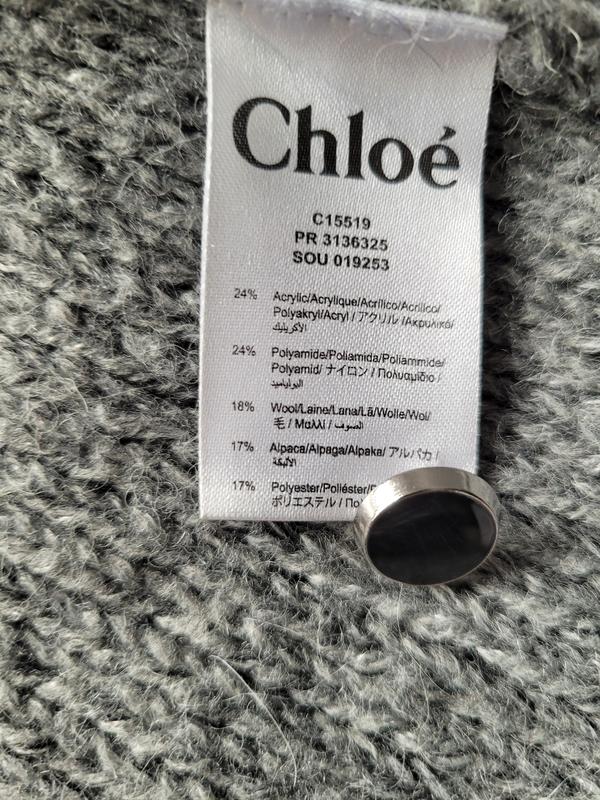 Chloé
C15519
PR 3136325
SOU 019253
24% Acrylic/Acrylique/Acrílico/Acrilico/
Polyakryl/Acryl / アクリル /Ακρυλικό/
الأكريليك
24% Polyamide/Poliamida/Poliammide/
Polyamid/ ナイロン / Πολυαμίδιο /
البولياميد
18% Wool/Laine/Lana/Lã/Wolle/Wol/
毛 / Μαλλί / الصوف
17% Alpaca/Alpaga/Alpaka/ アルパカ /
الألبكة
17% Polyester/Poliéster/
ポリエステル /